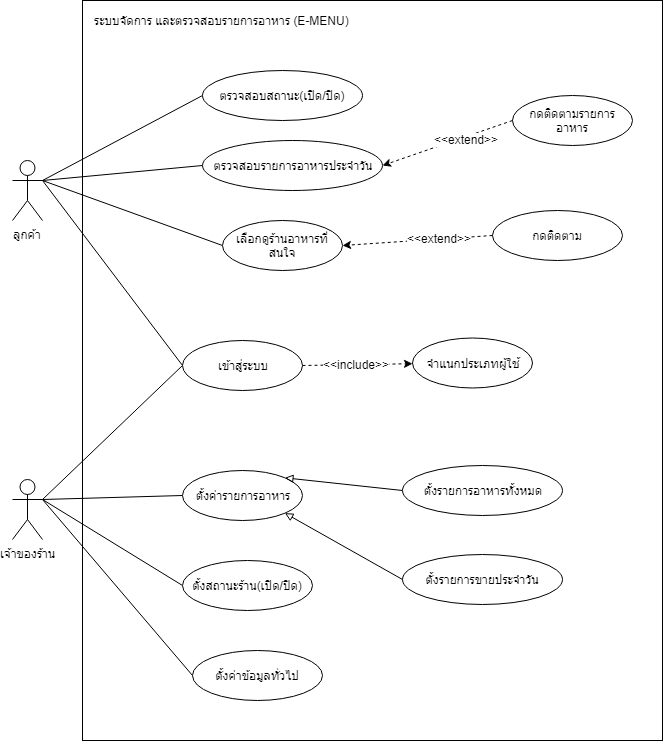 ระบบจัดการ และตรวจสอบรายการอาหาร (E-MENU)
ตรวจสอบสถานะ(เปิด/ปิด)
กดติดตามรายการ
อาหาร
<<extend>>
ตรวจสอบรายการอาหารประจำวัน
ลูกค้า
เลือกดูร้านอาหารที่
สนใจ
<<extend>>
กดติดตาม
เข้าสู่ระบบ
<<include>>
จำแนกประเภทผู้ใช้
ตั้งค่ารายการอาหาร
ตั้งรายการอาหารทั้งหมด
เจ้าของร้าน
ตั้งสถานะร้าน(เปิด/ปิด)
ตั้งรายการขายประจำวัน
ตั้งค่าข้อมูลทั่วไป